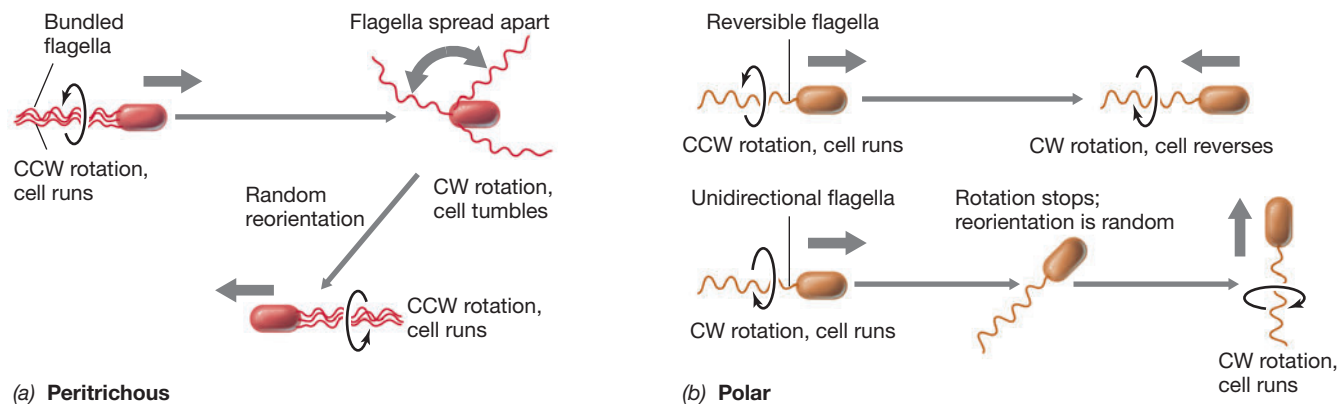 Bundled
flagella
CCW rotation,
cell runs
Flagella spread apart
CW rotation,
cell tumbles
Random
reorientation
CCW rotation,
cell runs
(a) Peritrichous
Reversible flagella
CCW rotation, cell runs
CW rotation, cell reverses
Unidirectional flagella
CW rotation, cell runs
Rotation stops;
reorientation is random
CW rotation,
cell runs
(b) Polar